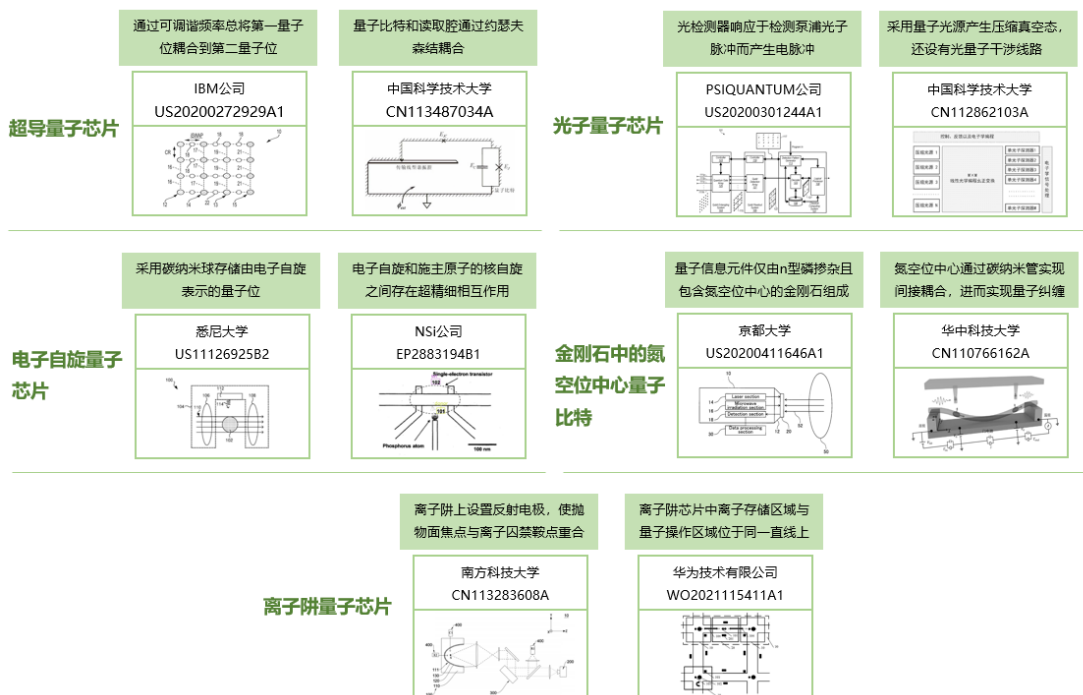 通过可调谐频率总将第一量子
位耦合到第二量子位
量子比特和读取腔通过约瑟夫
森结耦合
超导量子芯片
IBM公司
US20200272929A1
中国科学技术大学
CN113487034A
量子比特
光检测器响应于检测泵浦光子
脉冲而产生电脉冲
采用量子光源产生压缩真空态，
还设有光量子干涉线路
光子量子芯片
PSIQUANTUM公司
US20200301244A1
中国科学技术大学
CN112862103A
采用碳纳米球存储由电子自旋
表示的量子位
电子自旋和施主原子的核自旋
之间存在超精细相互作用
电子自旋量子
芯片
悉尼大学
US11126925B2
NSi公司
EP2883194B1
Single-electron transistor
102
101
Phosphorus atom
100 nm
量子信息元件仅由n型磷掺杂且
包含氮空位中心的金刚石组成
氮空位中心通过碳纳米管实现
间接耦合，进而实现量子纠缠
金刚石中的氮
空位中心量子
比特
京都大学
US20200411646A1
Laser section
Microwave
irradiation section
Detection section
Data processing
section
华中科技大学
CN110766162A
离子阱上设置反射电极，使抛
物面焦点与离子囚禁鞍点重合
离子阱芯片中离子存储区域与
量子操作区域位于同一直线上
离子阱量子芯片
南方科技大学
CN113283608A
华为技术有限公司
WO2021115411A1